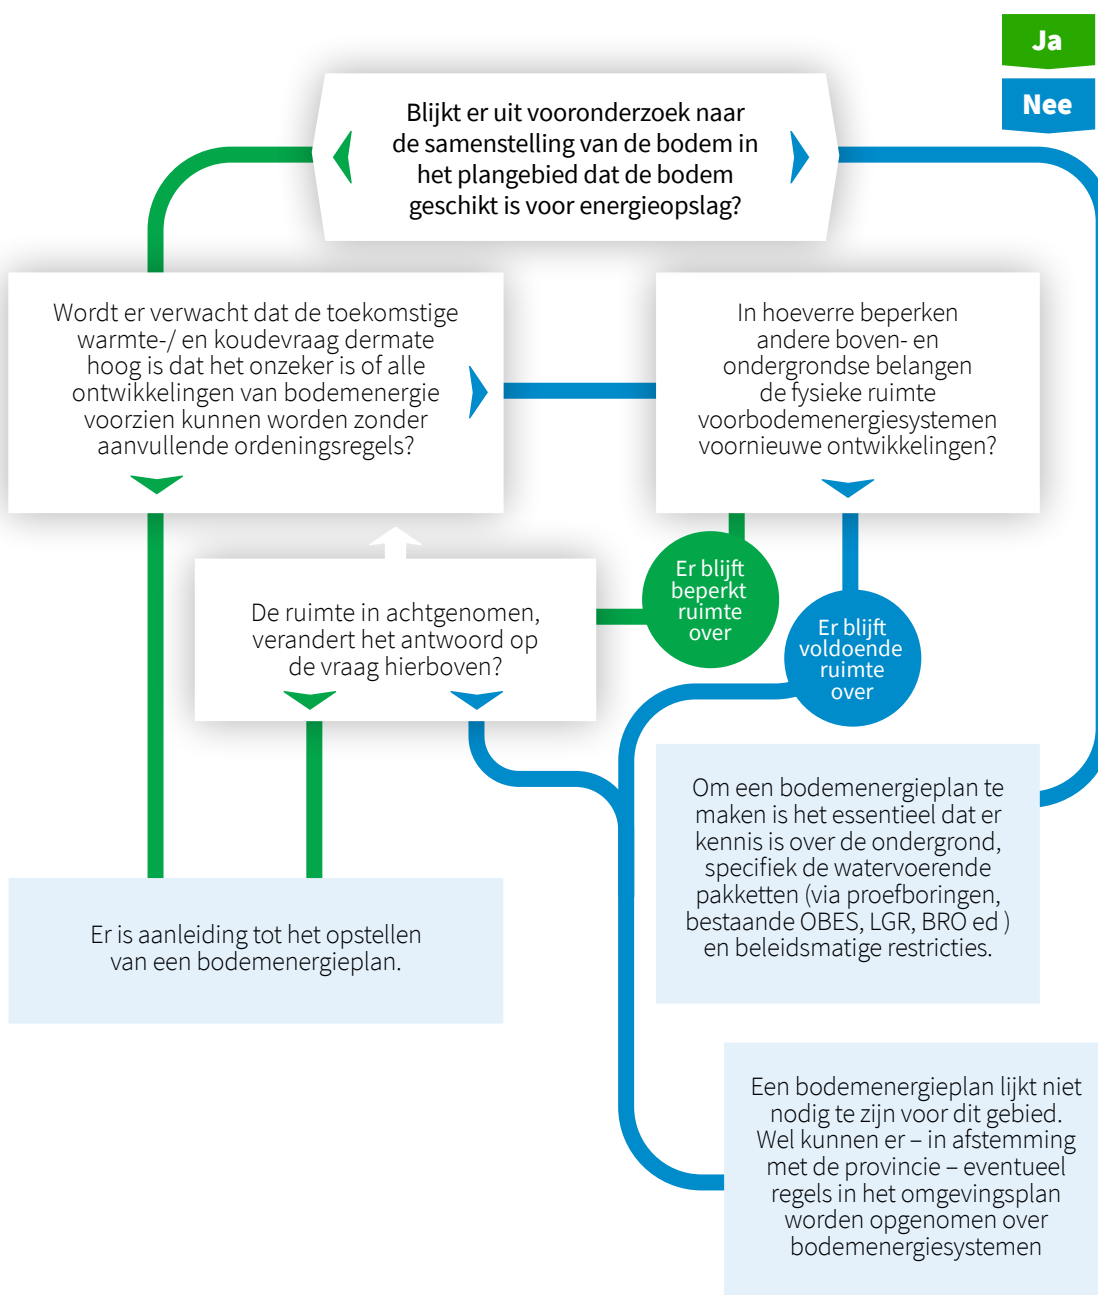 Ja
Nee
Blijkt er uit vooronderzoek naar
de samenstelling van de bodem in
het plangebied dat de bodem
geschikt is voor energieopslag?
Wordt er verwacht dat de toekomstige
warmte-/ en koudevraag dermate
hoog is dat het onzeker is of alle
ontwikkelingen van bodemenergie
voorzien kunnen worden zonder
aanvullende ordeningsregels?
In hoeverre beperken
andere boven- en
ondergrondse belangen
de fysieke ruimte
voorbodemenergiesystemen
voornieuwe ontwikkelingen?
Er blijft
beperkt
ruimte
over
De ruimte in achtgenomen,
verandert het antwoord op
de vraag hierboven?
Er blijft
voldoende
ruimte
over
Om een bodemenergieplan te
maken is het essentieel dat er
kennis is over de ondergrond,
specifiek de watervoerende
pakketten (via proefboringen,
bestaande OBES, LGR, BRO ed )
en beleidsmatige restricties.
Er is aanleiding tot het opstellen
van een bodemenergieplan.
Een bodemenergieplan lijkt niet
nodig te zijn voor dit gebied.
Wel kunnen er – in afstemming
met de provincie – eventueel
regels in het omgevingsplan
worden opgenomen over
bodemenergiesystemen